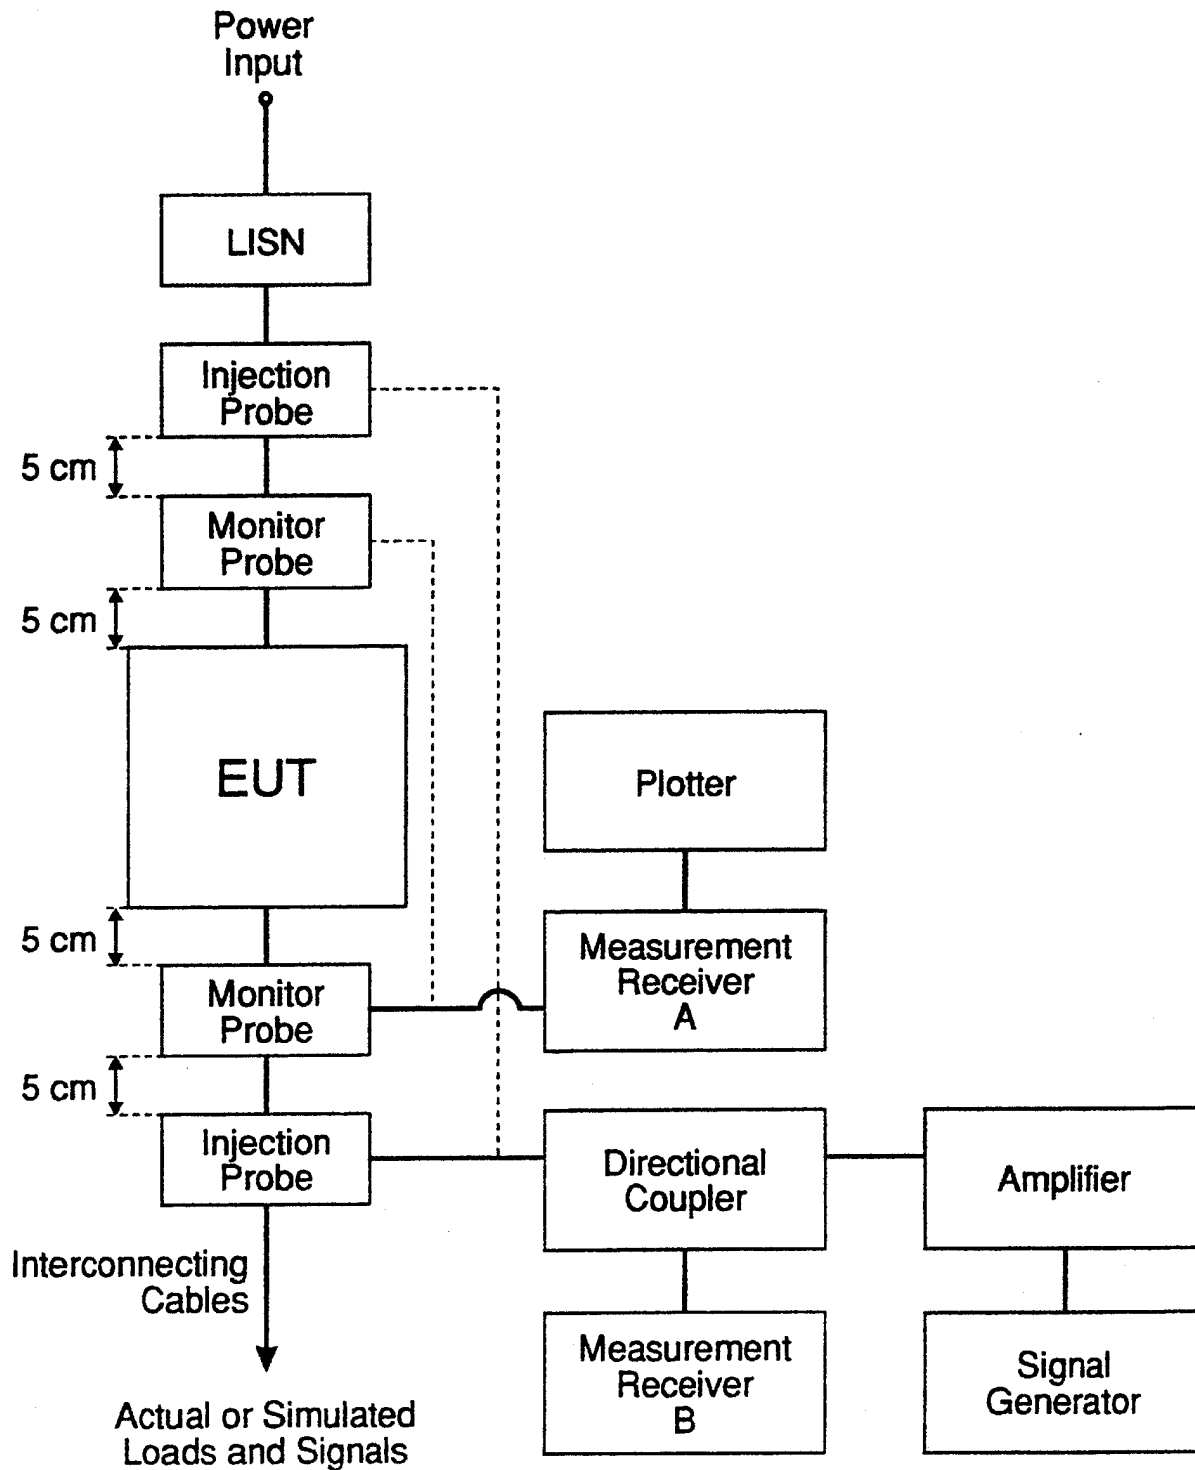 Power
Input
LISN
Injection
Probe
5 cm
Monitor
Probe
5 cm
EUT
Plotter
5 cm
Measurement
Receiver
A
Monitor
Probe
5 cm
Injection
Probe
Directional
Coupler
Amplifier
Interconnecting
Cables
Measurement
Receiver
B
Signal
Generator
Actual or Simulated
Loads and Signals